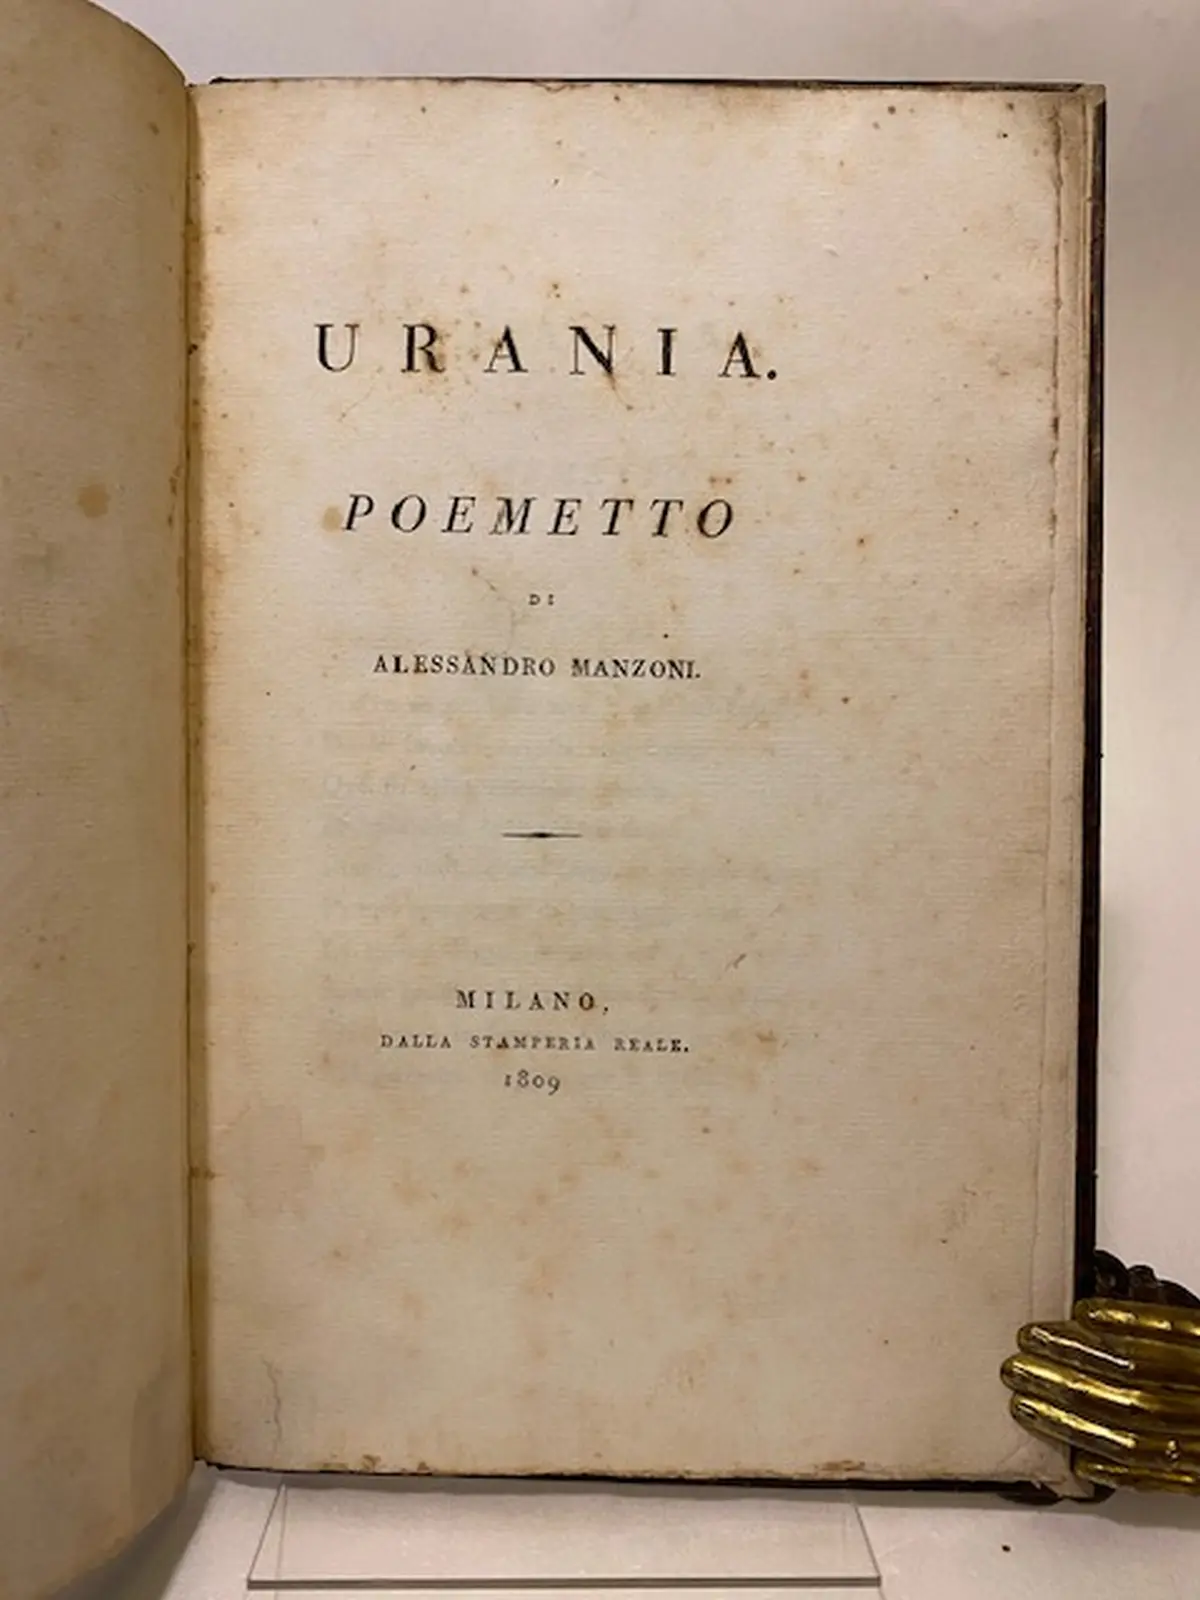 URANIA.
POEMETTO
DI
ALESSANDRO MANZONI.
MILANO,
DALLA STAMPERIA REALE.
1809